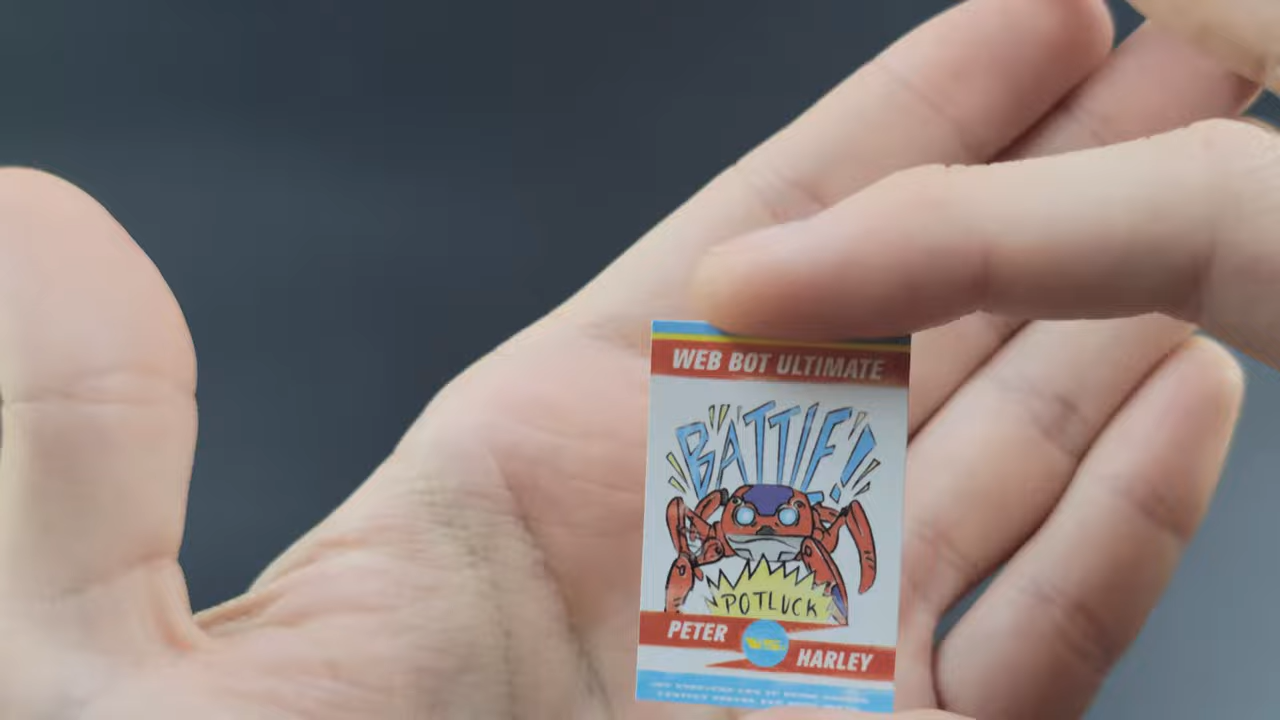 WEB BOT ULTIMATE
BATTLE!
POTLUCK
PETER
VS
HARLEY